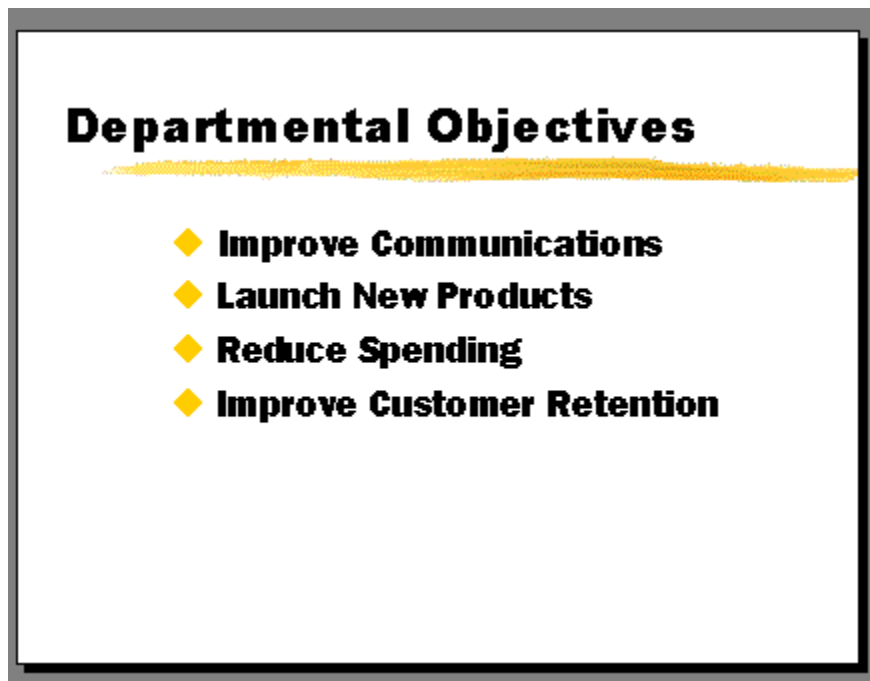 Departmental Objectives
Improve Communications
Launch New Products
Reduce Spending
Improve Customer Retention